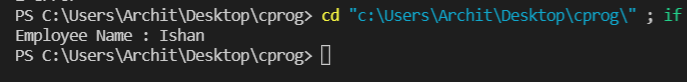 PS C:\Users\Archit\Desktop\cprog> cd "c:\Users\Archit\Desktop\cprog\" ; if
Employee Name : Ishan
PS C:\Users\Archit\Desktop\cprog>